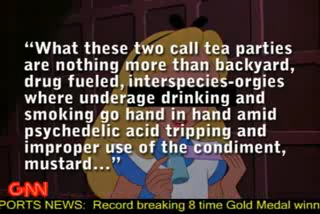 “What these two call tea parties
are nothing more than backyard,
drug fueled, interspecies-orgies
where underage drinking and
smoking go hand in hand amid
psychedelic acid tripping and
improper use of the condiment,
mustard...”
GNN
PORTS NEWS: Record breaking 8 time Gold Medal winn